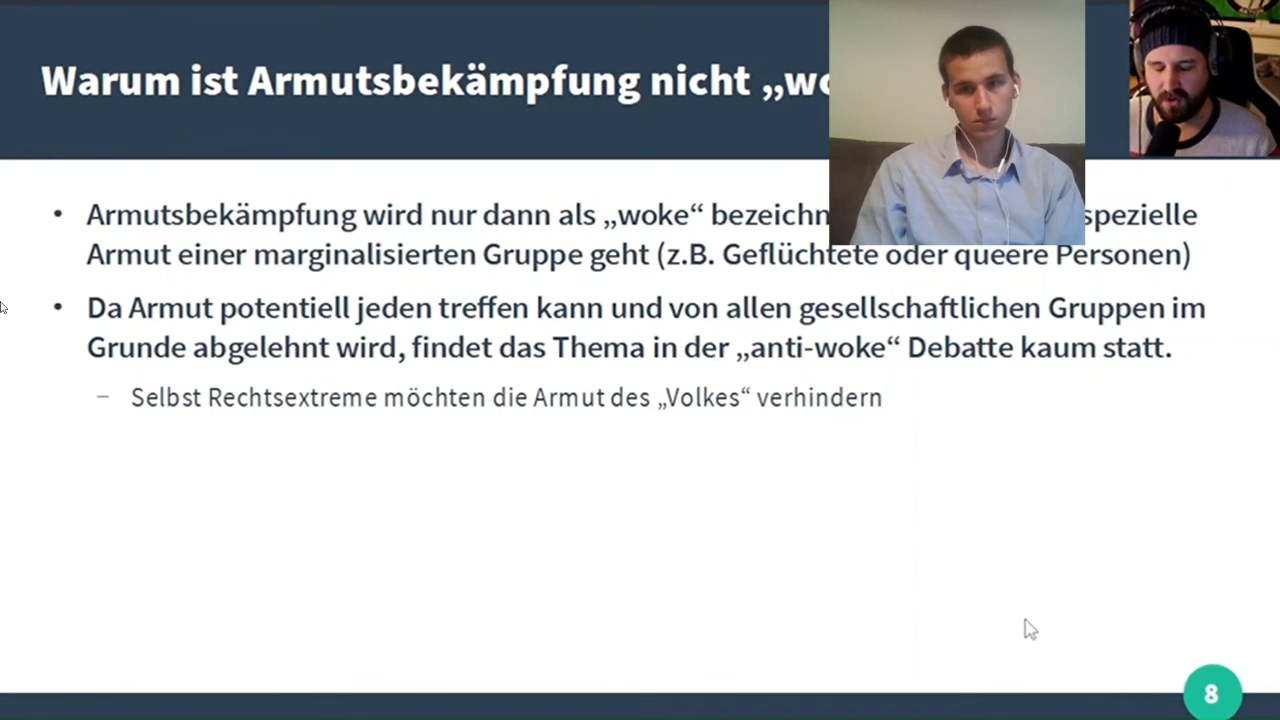 Warum ist Armutsbekämpfung nicht
• Armutsbekämpfung wird nur dann als „woke“ spezielle
Armut einer marginalisierten Gruppe geht (z.B. Geflüchtete oder queere Personen)
• Da Armut potentiell jeden treffen kann und von allen gesellschaftlichen Gruppen im
Grunde abgelehnt wird, findet das Thema in der „anti-woke“ Debatte kaum statt.
– Selbst Rechtsextreme möchten die Armut des „Volkes“ verhindern
8